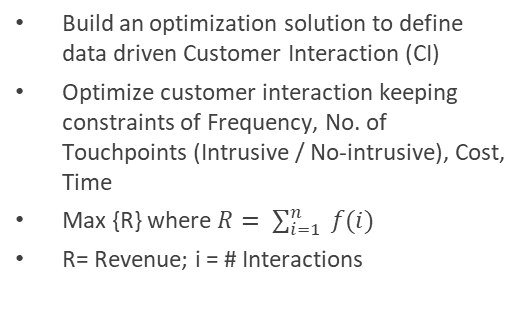 • Build an optimization solution to define
data driven Customer Interaction (CI)
• Optimize customer interaction keeping
constraints of Frequency, No. of
Touchpoints (Intrusive / No-intrusive), Cost,
Time
• Max {R} where R = ∑ⁿᵢ₌₁ f(i)
• R= Revenue; i = # Interactions